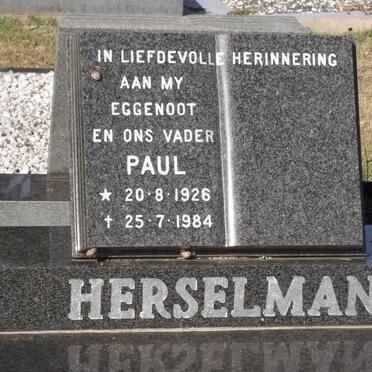 IN LIEFDEVOLLE HERINNERING
AAN MY
EGGENOOT
EN ONS VADER
PAUL
★ 20·8·1926
✝ 25·7·1984
HERSELMAN